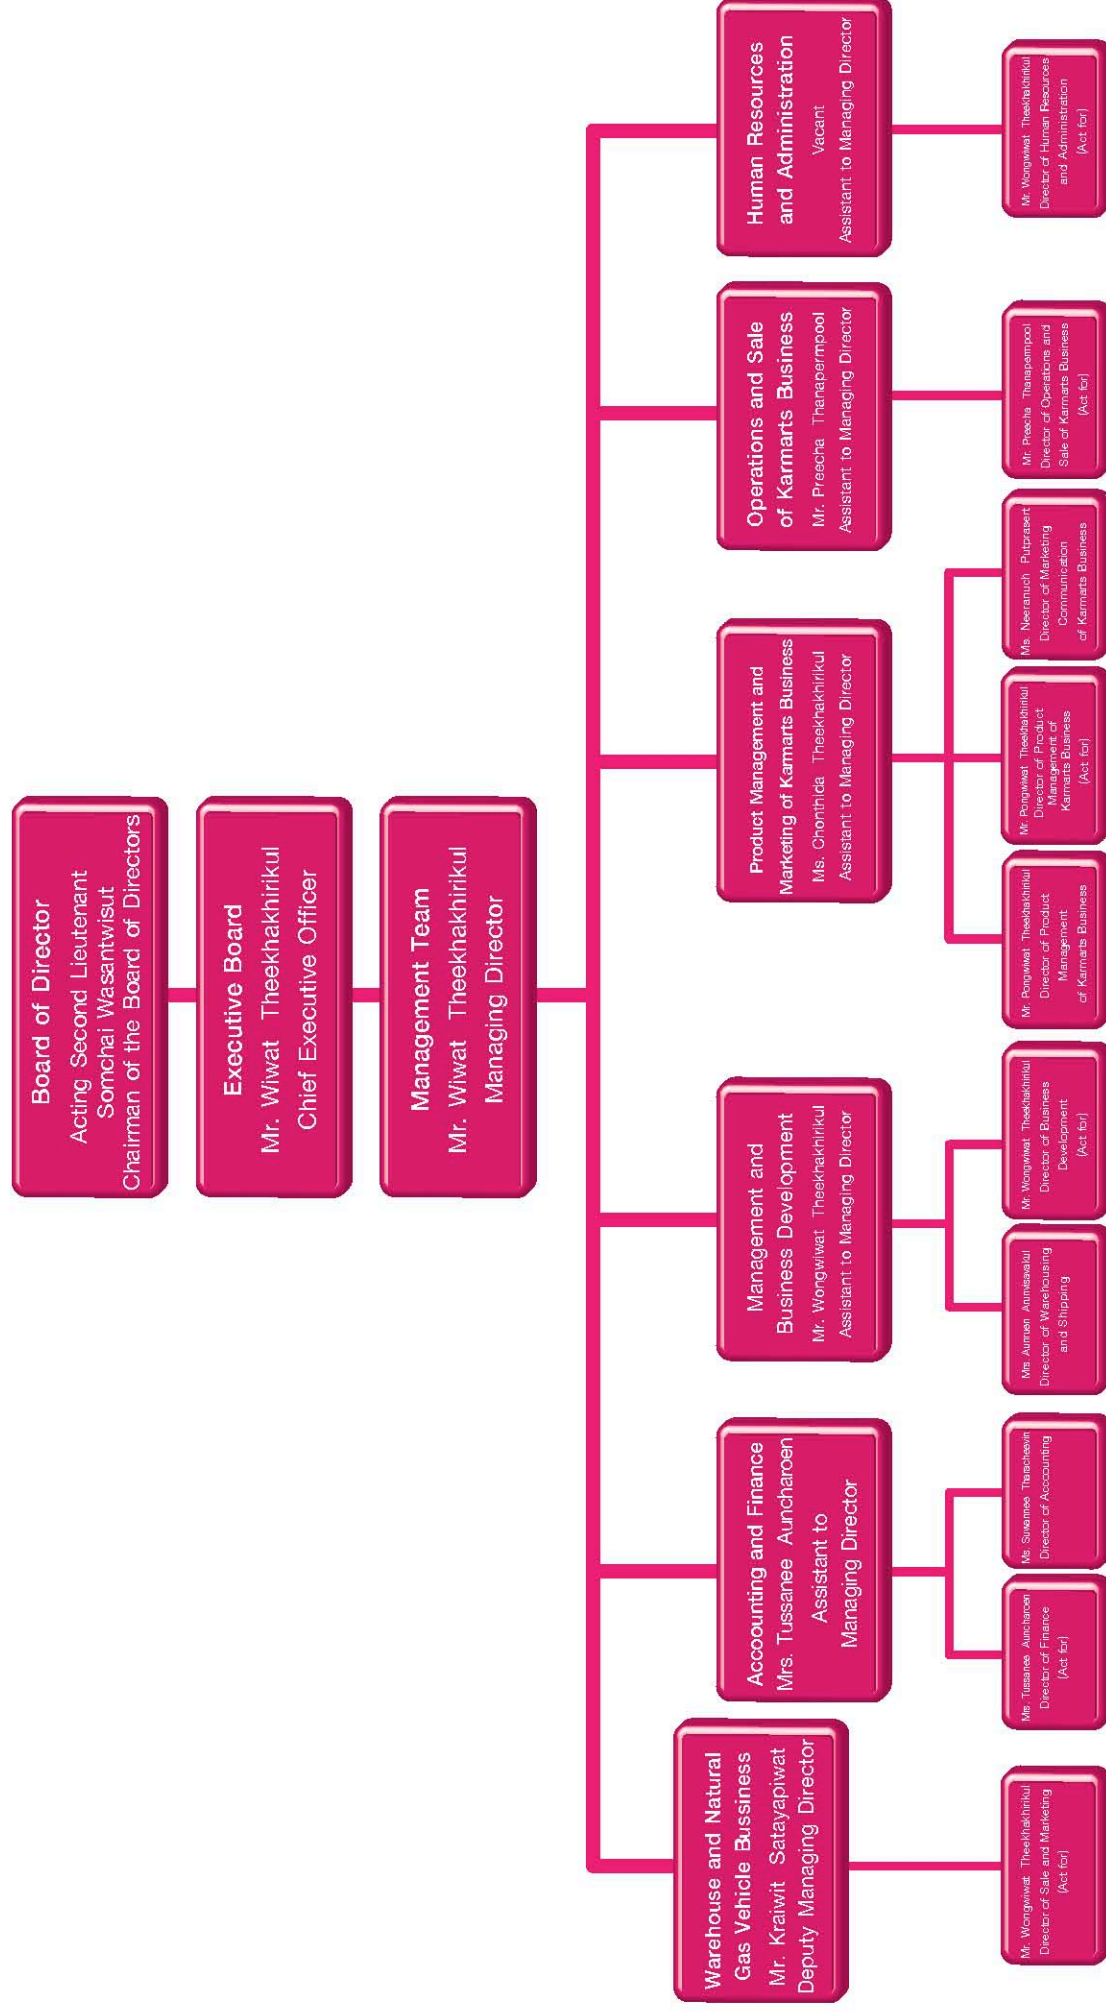 Board of Director
Acting Second Lieutenant
Somchai Wasantwisut
Chairman of the Board of Directors
Executive Board
Mr. Wiwat Theekhakhirikul
Chief Executive Officer
Management Team
Mr. Wiwat Theekhakhirikul
Managing Director
Warehouse and Natural
Gas Vehicle Bussiness
Mr. Kraiwit Satayapiwat
Deputy Managing Director
Accoounting and Finance
Mrs. Tussanee Auncharoen
Assistant to
Managing Director
Management and
Business Development
Mr. Wongwiwat Theekhakhirikul
Assistant to Managing Director
Product Management and
Marketing of Karmarts Business
Ms. Chonthida Theekhakhirikul
Assistant to Managing Director
Operations and Sale
of Karmarts Business
Mr. Preecha Thanapermpool
Assistant to Managing Director
Human Resources
and Administration
Vacant
Assistant to Managing Director
Mr. Wongwiwat Theekhakhirikul
Director of Sale and Marketing
(Act for)
Mrs. Tussanee Auncharoen
Director of Finance
(Act for)
Ms. Suwannee Tharacheevin
Director of Acccounting
Mrs. Aunruen Arunvisavakul
Director of Warehousing
and Shipping
Mr. Wongwiwat Theekhakhirikul
Director of Business
Development
(Act for)
Mr. Pongwiwat Theekhakhirikul
Director of Product
Management
of Karmarts Business
Mr. Pongwiwat Theekhakhirikul
Director of Product
Management of
Karmarts Business
(Act for)
Ms. Neeranuch Putprasert
Director of Marketing
Communication
of Karmarts Business
Mr. Preecha Thanapermpool
Director of Operations and
Sale of Karmarts Business
(Act for)
Mr. Wongwiwat Theekhakhirikul
Director of Human Resources
and Administration
(Act for)